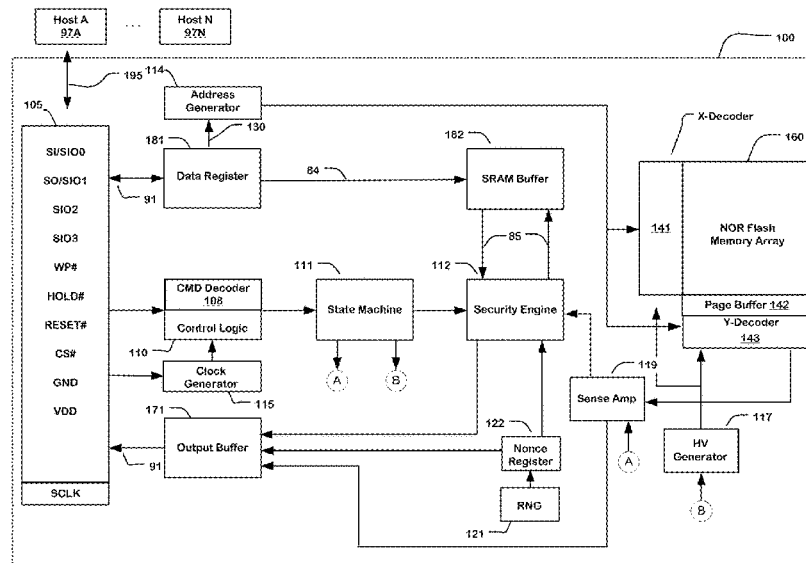 Host A
97A
...
Host N
97N
100
195
114
Address
Generator
130
105
181
Data Register
84
182
SRAM Buffer
85
X-Decoder
160
141
NOR Flash
Memory Array
Page Buffer 142
Y-Decoder
143
SI/SIO0
SO/SIO1
91
SIO2
SIO3
WP#
HOLD#
RESET#
CS#
GND
VDD
SCLK
CMD Decoder
108
Control Logic
110
Clock
Generator
115
111
State Machine
A
B
112
Security Engine
119
Sense Amp
A
117
HV
Generator
B
171
Output Buffer
91
122
Nonce
Register
RNG
121